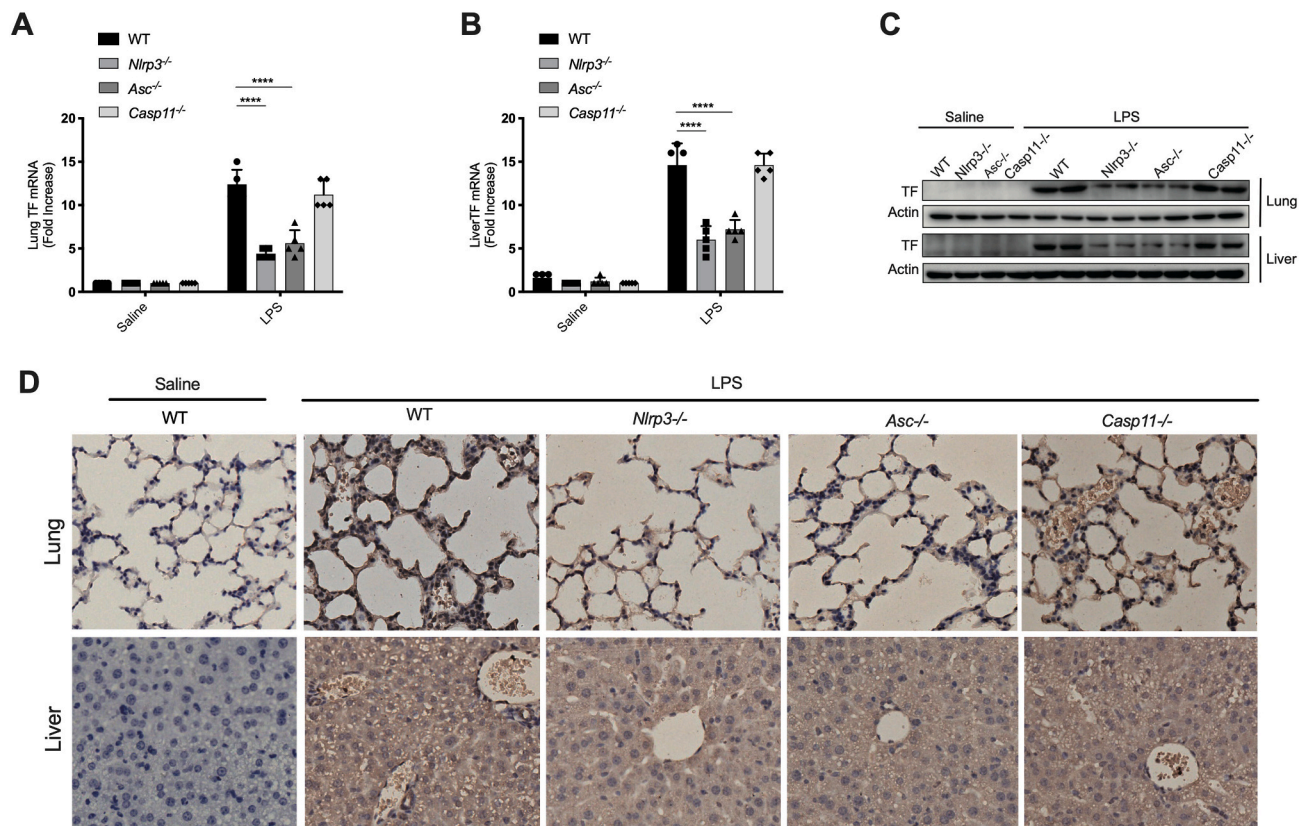 A
WT
Nlrp3-/-
Asc-/-
Casp11-/-
****
****
Lung TF mRNA
(Fold Increase)
20
15
10
5
0
Saline
LPS
B
WT
Nlrp3-/-
Asc-/-
Casp11-/-
****
****
LiverTF mRNA
(Fold Increase)
20
15
10
5
0
Saline
LPS
C
Saline LPS
WT Nlrp3-/- Asc-/- Casp11-/- WT Nlrp3-/- Asc-/- Casp11-/-
TF
Actin
Lung
TF
Actin
Liver
D
Saline LPS
WT WT Nlrp3-/- Asc-/- Casp11-/-
Lung
Liver